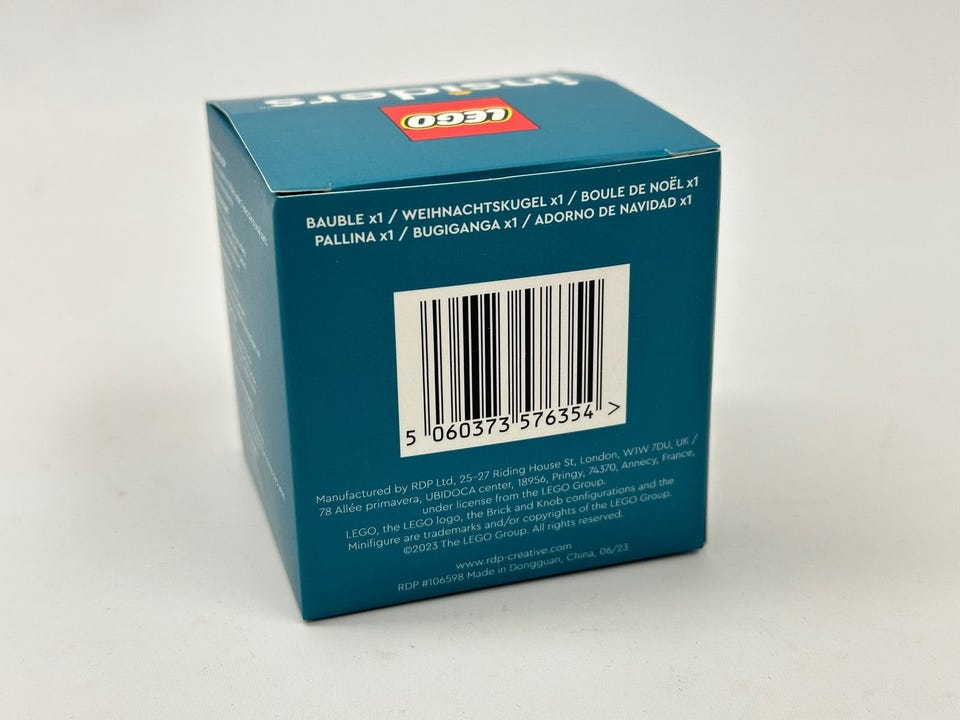 insiders
LEGO
BAUBLE x1 / WEIHNACHTSKUGEL x1 / BOULE DE NOËL x1
PALLINA x1 / BUGIGANGA x1 / ADORNO DE NAVIDAD x1
5 060373 576354 >
Manufactured by RDP Ltd, 25-27 Riding House St, London, W1W 7DU, UK /
78 Allée primavera, UBIDOCA center, 18956, Pringy, 74370, Annecy, France,
under license from the LEGO Group.
LEGO, the LEGO logo, the Brick and Knob configurations and the
Minifigure are trademarks and/or copyrights of the LEGO Group.
©2023 The LEGO Group. All rights reserved.
www.rdp-creative.com
RDP #106598 Made in Dongguan, China, 06/23